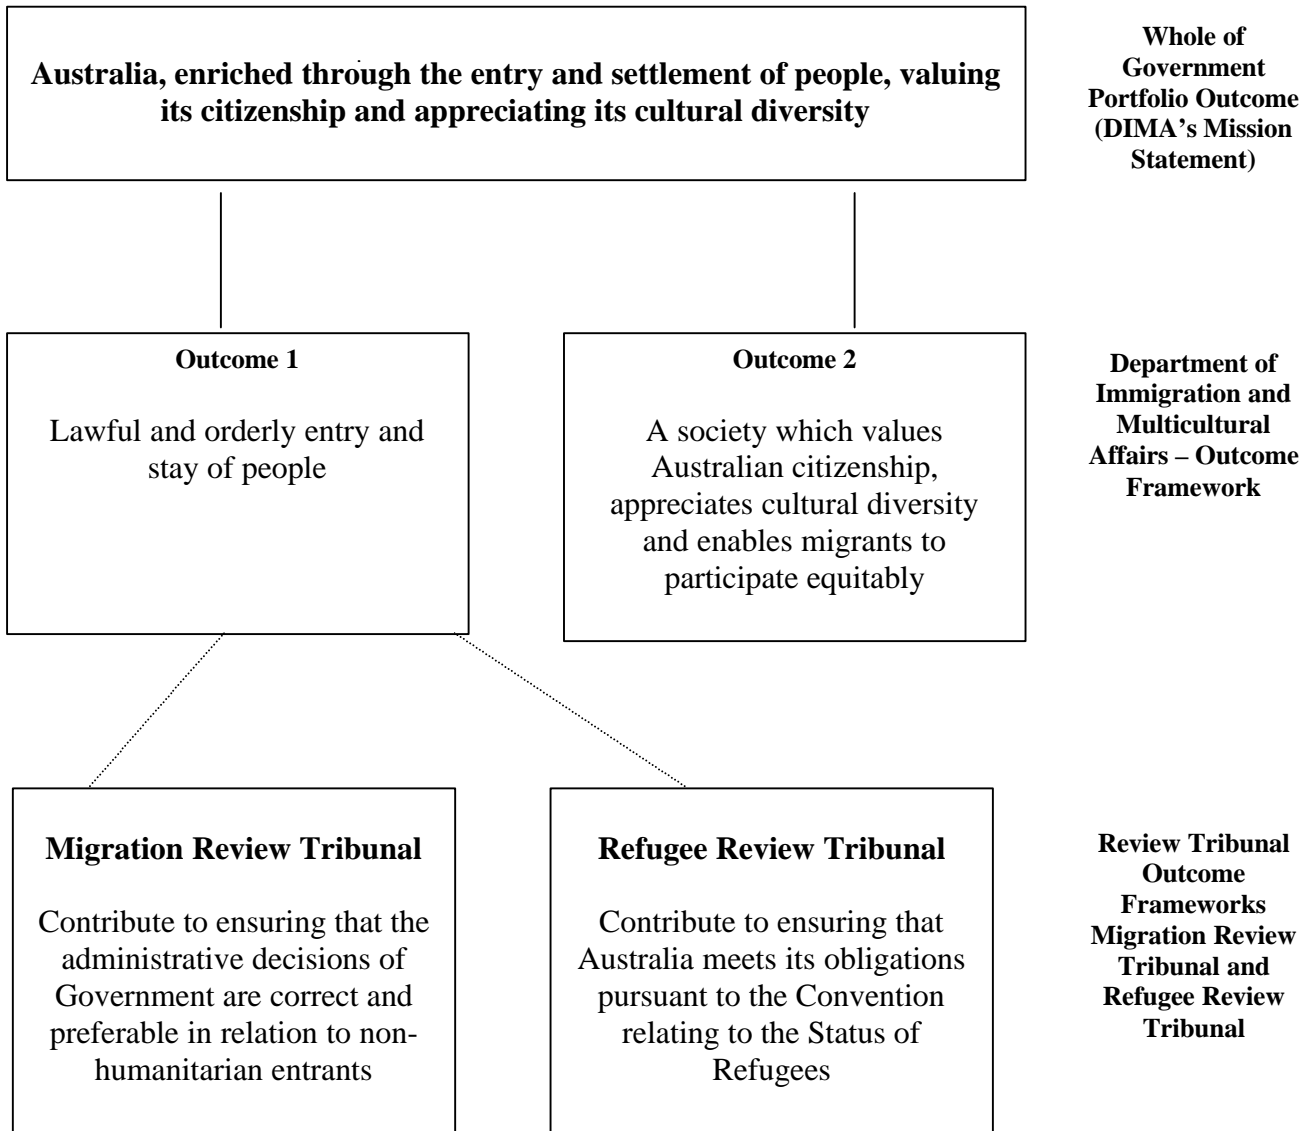 Australia, enriched through the entry and settlement of people, valuing
its citizenship and appreciating its cultural diversity
Whole of
Government
Portfolio Outcome
(DIMA’s Mission
Statement)
Outcome 1
Lawful and orderly entry and
stay of people
Outcome 2
A society which values
Australian citizenship,
appreciates cultural diversity
and enables migrants to
participate equitably
Department of
Immigration and
Multicultural
Affairs – Outcome
Framework
Migration Review Tribunal
Contribute to ensuring that the
administrative decisions of
Government are correct and
preferable in relation to non-
humanitarian entrants
Refugee Review Tribunal
Contribute to ensuring that
Australia meets its obligations
pursuant to the Convention
relating to the Status of
Refugees
Review Tribunal
Outcome
Frameworks
Migration Review
Tribunal and
Refugee Review
Tribunal